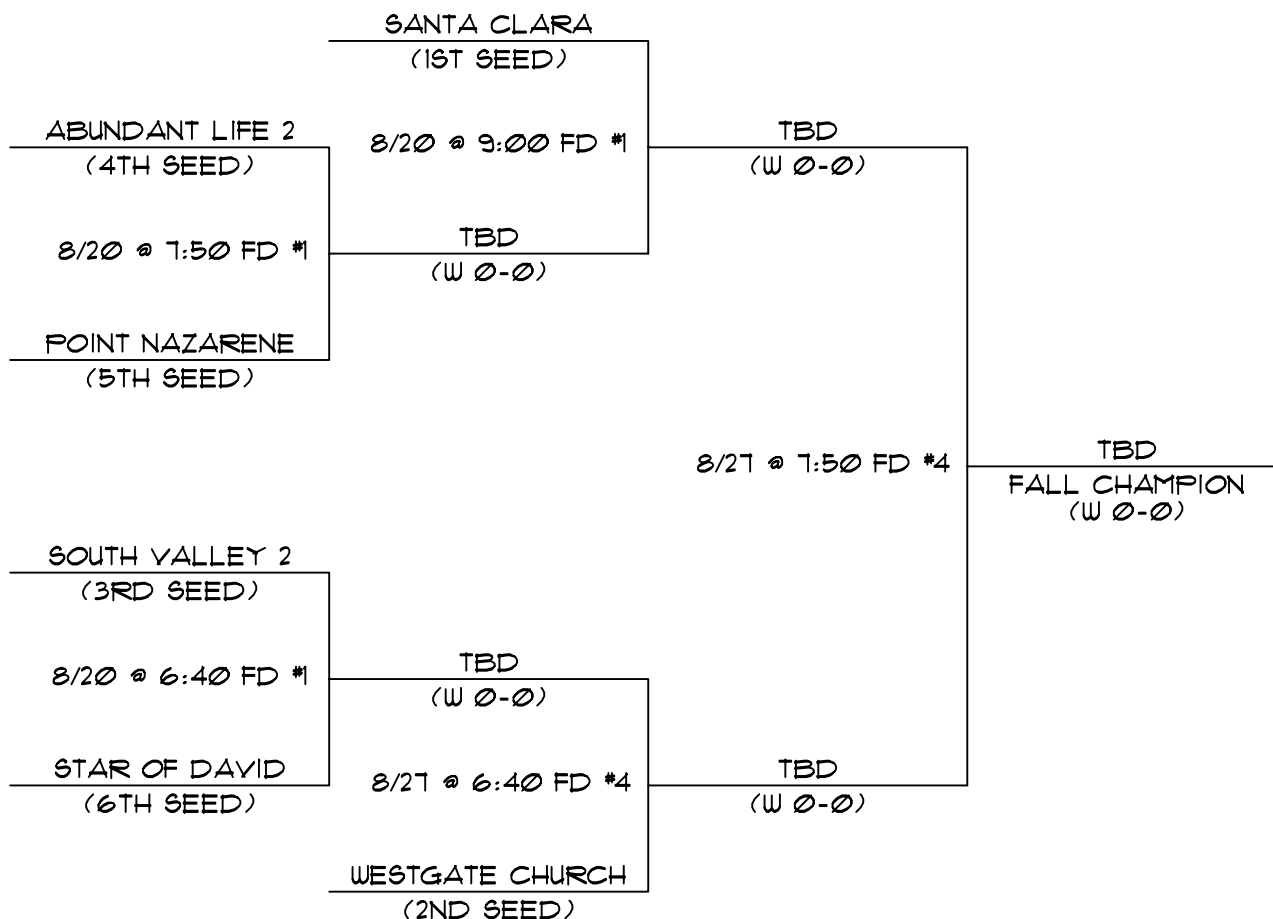 SANTA CLARA
(1ST SEED)
ABUNDANT LIFE 2
(4TH SEED)
8/20 @ 9:00 FD #1
TBD
(W 0-0)
8/20 @ 7:50 FD #1
TBD
(W 0-0)
POINT NAZARENE
(5TH SEED)
8/27 @ 7:50 FD #4
TBD
FALL CHAMPION
(W 0-0)
SOUTH VALLEY 2
(3RD SEED)
8/20 @ 6:40 FD #1
TBD
(W 0-0)
STAR OF DAVID
(6TH SEED)
8/27 @ 6:40 FD #4
TBD
(W 0-0)
WESTGATE CHURCH
(2ND SEED)